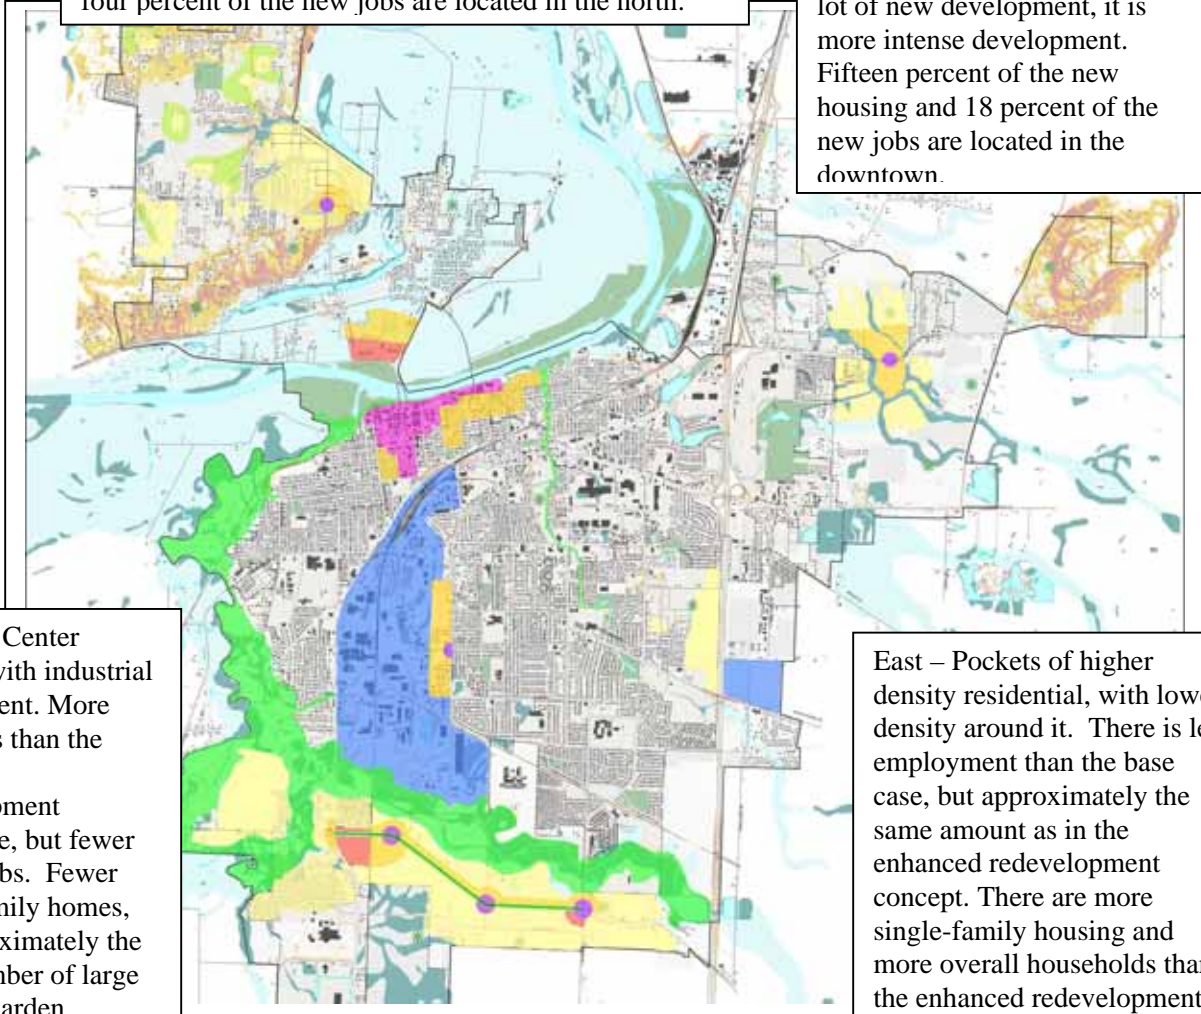 four percent of the new jobs are located in the north.
lot of new development, it is
more intense development.
Fifteen percent of the new
housing and 18 percent of the
new jobs are located in the
downtown.
Center
with industrial
ent. More
s than the
pment
e, but fewer
bs. Fewer
mily homes,
ximately the
mber of large
arden
East – Pockets of higher
density residential, with lowe
density around it. There is le
employment than the base
case, but approximately the
same amount as in the
enhanced redevelopment
concept. There are more
single-family housing and
more overall households than
the enhanced redevelopment